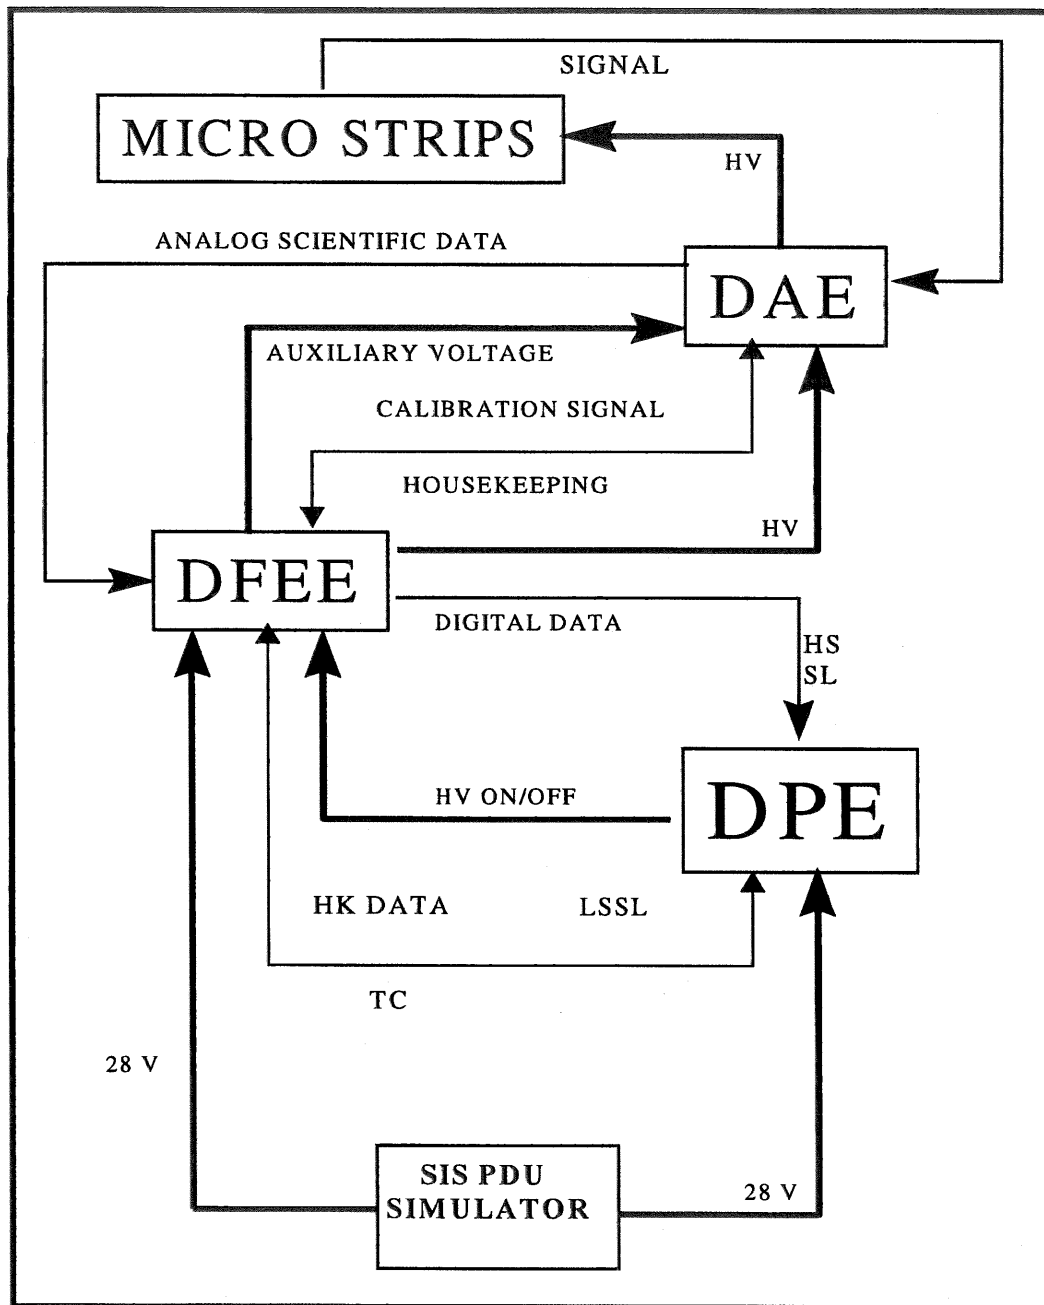 SIGNAL
MICRO STRIPS
HV
ANALOG SCIENTIFIC DATA
DAE
AUXILIARY VOLTAGE
CALIBRATION SIGNAL
HOUSEKEEPING
HV
DFEE
DIGITAL DATA
HS
SL
HV ON/OFF
DPE
HK DATA
LSSL
TC
28 V
SIS PDU
SIMULATOR
28 V